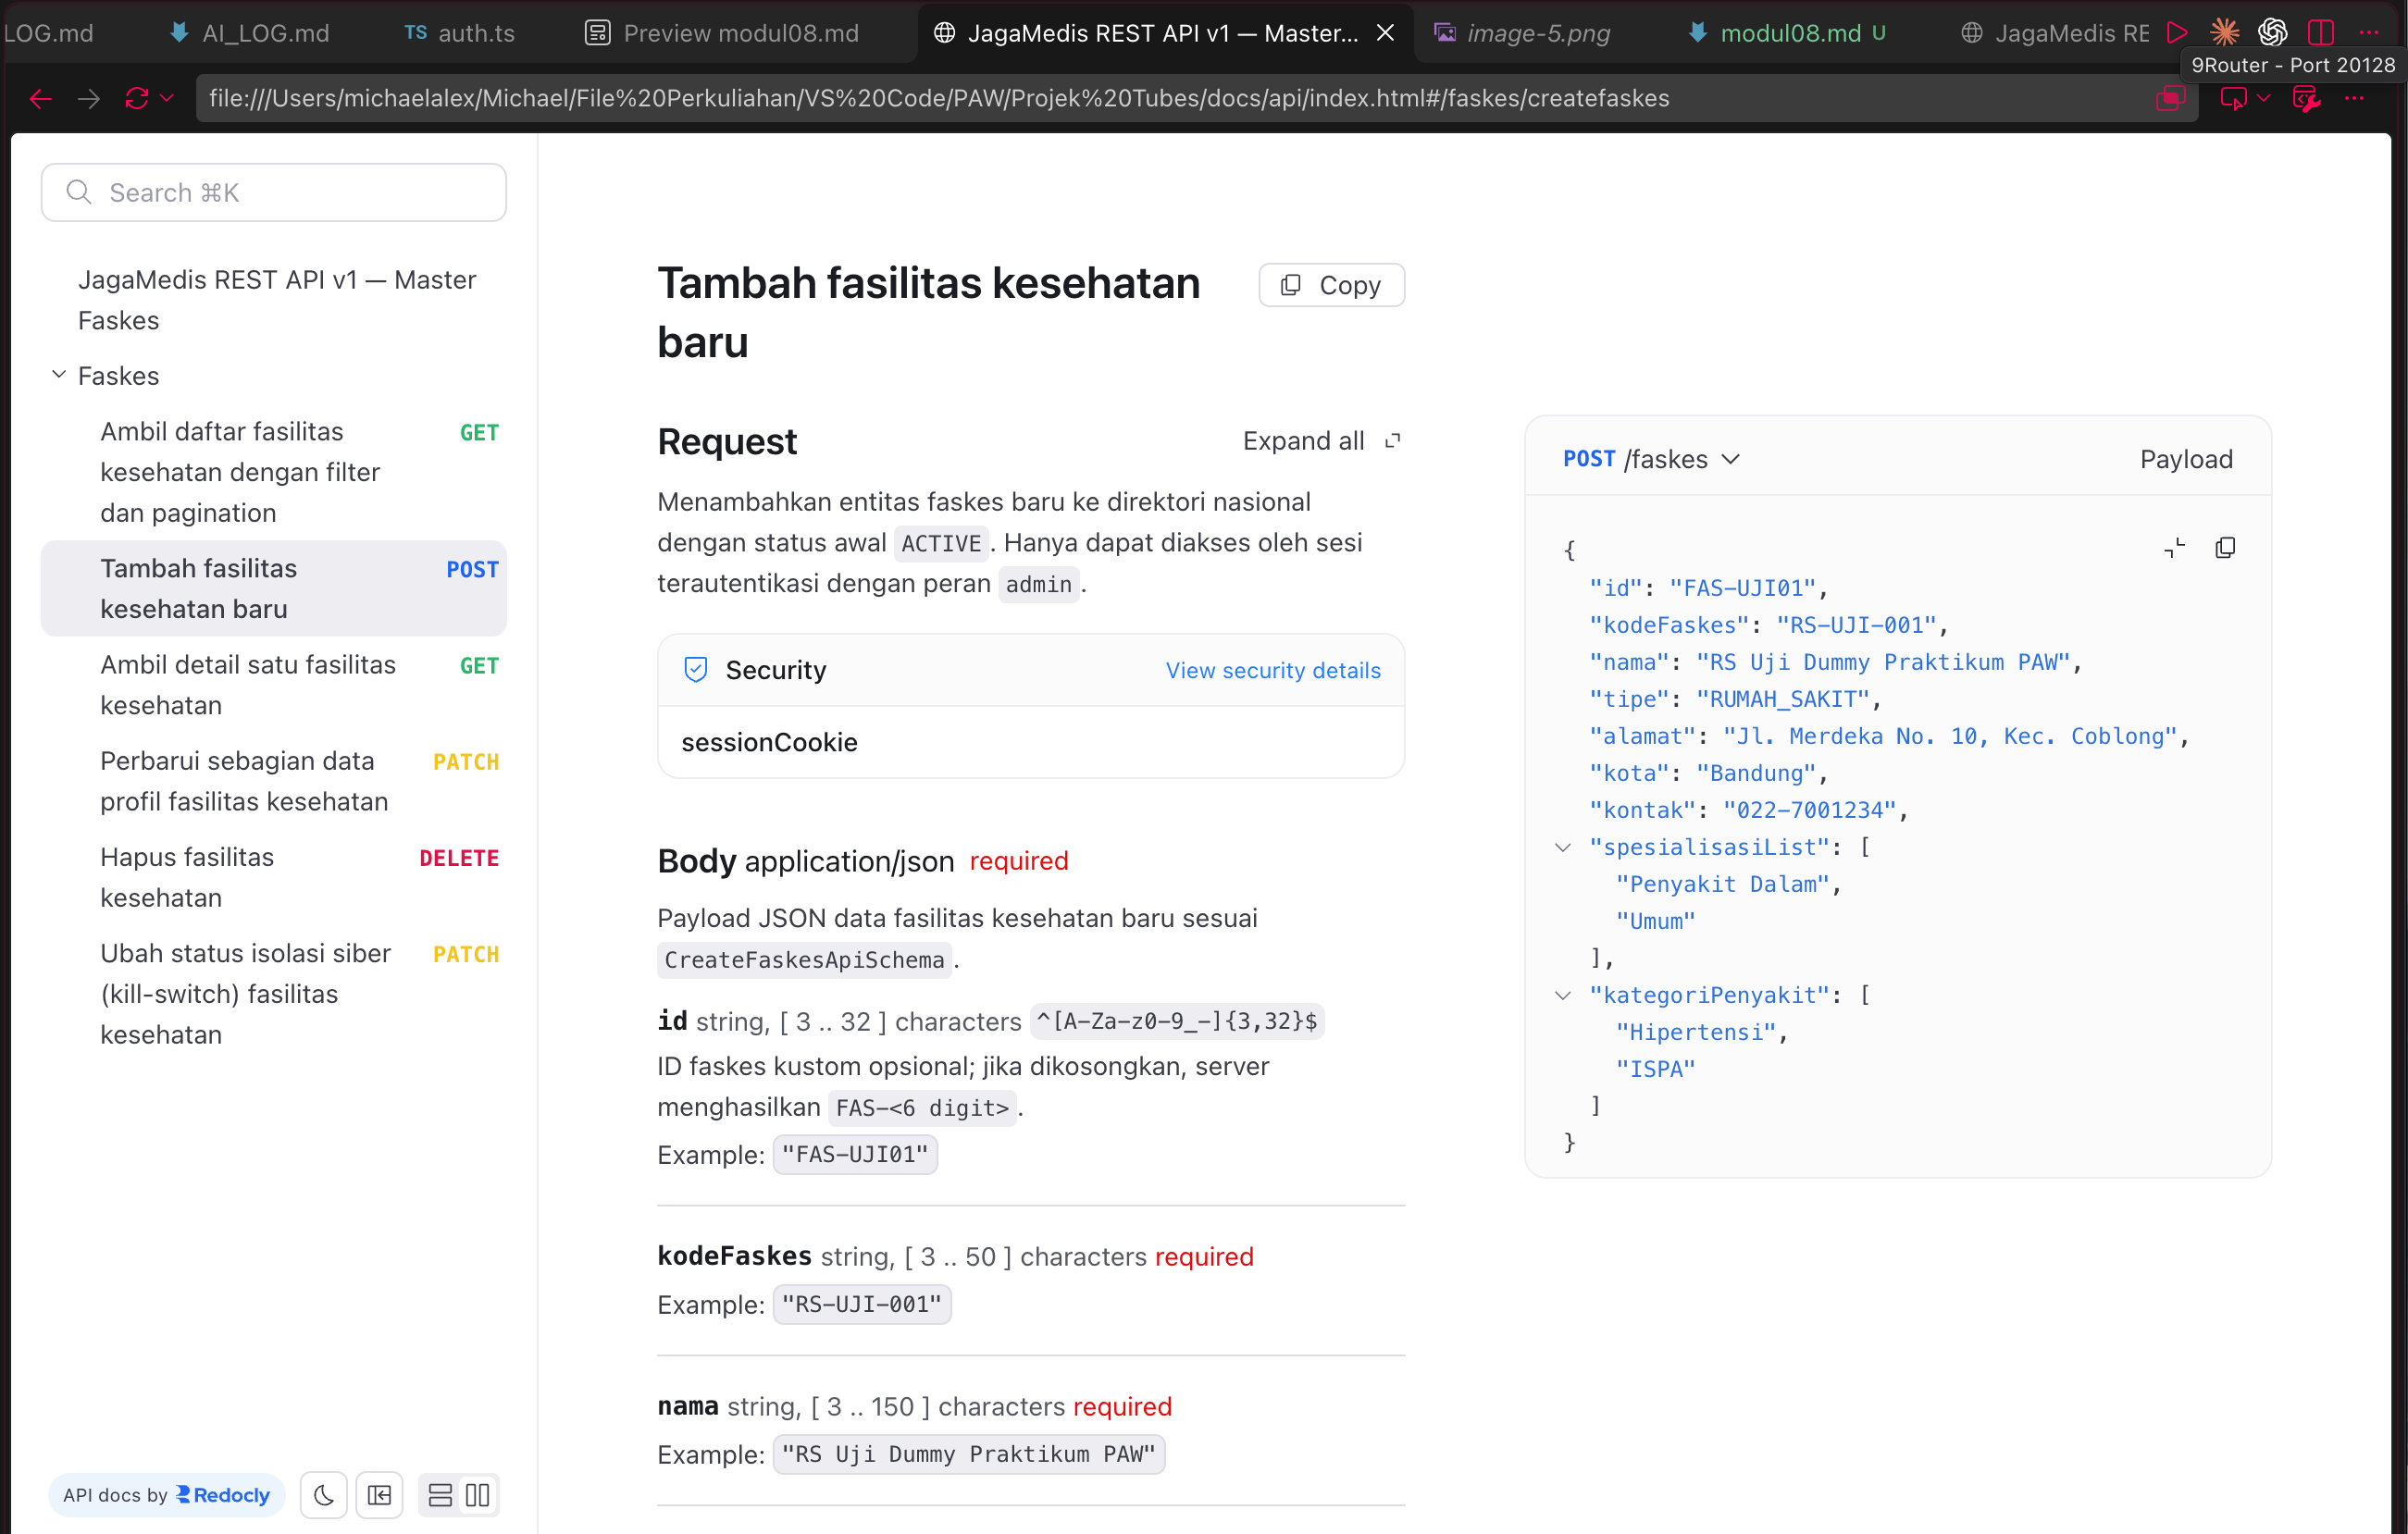 LOG.md
AI_LOG.md
TS auth.ts
Preview modul08.md
JagaMedis REST API v1 — Master...
image-5.png
modul08.md U
JagaMedis RE
9Router - Port 20128
file:///Users/michaelalex/Michael/File%20Perkuliahan/VS%20Code/PAW/Projek%20Tubes/docs/api/index.html#/faskes/createfaskes
Search ⌘K
JagaMedis REST API v1 — Master
Faskes
Faskes
Ambil daftar fasilitas GET
kesehatan dengan filter
dan pagination
Tambah fasilitas POST
kesehatan baru
Ambil detail satu fasilitas GET
kesehatan
Perbarui sebagian data PATCH
profil fasilitas kesehatan
Hapus fasilitas DELETE
kesehatan
Ubah status isolasi siber PATCH
(kill-switch) fasilitas
kesehatan
API docs by Redocly
Tambah fasilitas kesehatan
baru
Copy
Request
Expand all
Menambahkan entitas faskes baru ke direktori nasional
dengan status awal ACTIVE. Hanya dapat diakses oleh sesi
terautentikasi dengan peran admin.
Security
View security details
sessionCookie
Body application/json required
Payload JSON data fasilitas kesehatan baru sesuai
CreateFaskesApiSchema.
id string, [ 3 .. 32 ] characters ^[A-Za-z0-9_-]{3,32}$
ID faskes kustom opsional; jika dikosongkan, server
menghasilkan FAS-<6 digit>.
Example: "FAS-UJI01"
kodeFaskes string, [ 3 .. 50 ] characters required
Example: "RS-UJI-001"
nama string, [ 3 .. 150 ] characters required
Example: "RS Uji Dummy Praktikum PAW"
POST /faskes
Payload
{
"id": "FAS-UJI01",
"kodeFaskes": "RS-UJI-001",
"nama": "RS Uji Dummy Praktikum PAW",
"tipe": "RUMAH_SAKIT",
"alamat": "Jl. Merdeka No. 10, Kec. Coblong",
"kota": "Bandung",
"kontak": "022-7001234",
"spesialisasiList": [
"Penyakit Dalam",
"Umum"
],
"kategoriPenyakit": [
"Hipertensi",
"ISPA"
]
}